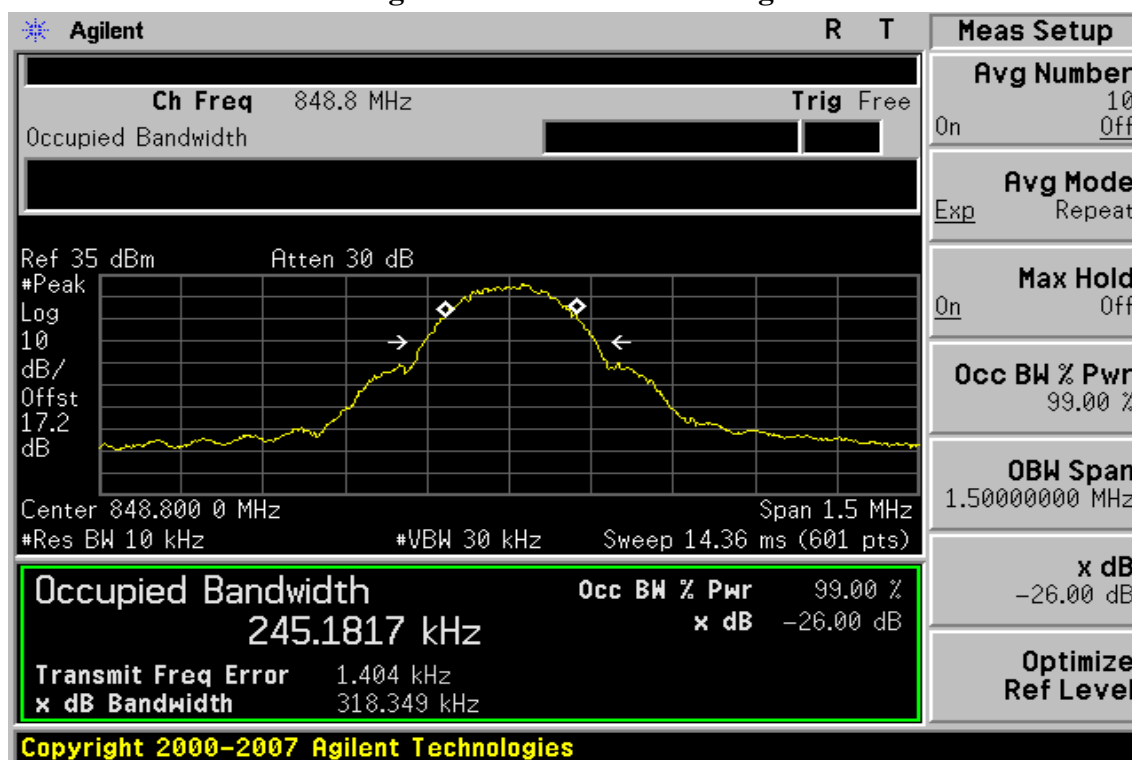 Agilent R T
Ch Freq 848.8 MHz Trig Free
Occupied Bandwidth
Ref 35 dBm Atten 30 dB
#Peak
Log
10
dB/
Offst
17.2
dB
Center 848.800 0 MHz Span 1.5 MHz
#Res BW 10 kHz #VBW 30 kHz Sweep 14.36 ms (601 pts)
Occupied Bandwidth Occ BW % Pwr 99.00 %
245.1817 kHz x dB -26.00 dB
Transmit Freq Error 1.404 kHz
x dB Bandwidth 318.349 kHz
Copyright 2000-2007 Agilent Technologies
Meas Setup
Avg Number
10
On Off
Avg Mode
Exp Repeat
Max Hold
On Off
Occ BW % Pwr
99.00 %
OBW Span
1.50000000 MHz
x dB
-26.00 dB
Optimize
Ref Level